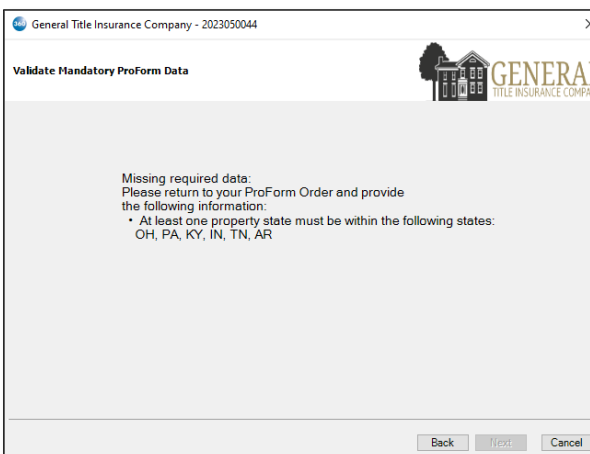 360 General Title Insurance Company - 2023050044
Validate Mandatory ProForm Data
GENERA
TITLE INSURANCE COMPA
Missing required data:
Please return to your ProForm Order and provide
the following information:
• At least one property state must be within the following states:
OH, PA, KY, IN, TN, AR
Back Next Cancel